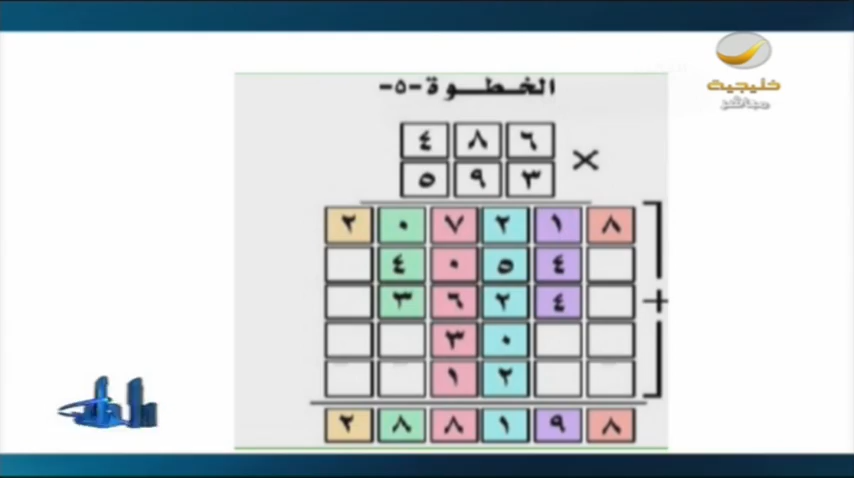 خليجية
مباشر
الخطوة -٥-
٤ ٨ ٦
×
٥ ٩ ٣
٢ ٠ ٧ ٢ ١ ٨
٤ ٠ ٥ ٤
٣ ٦ ٢ ٤
+
٣ ٠
١ ٢
٢ ٨ ٨ ١ ٩ ٨